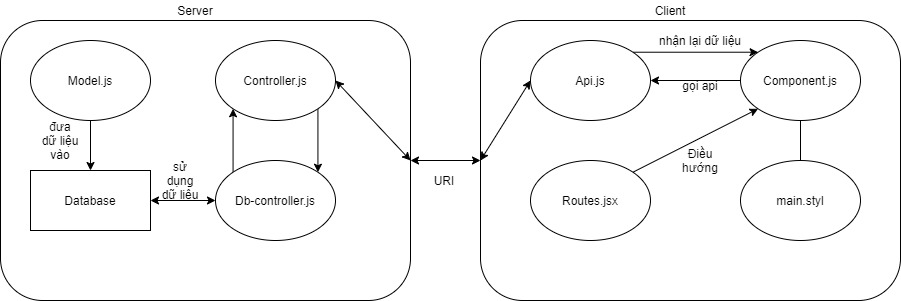 Server
Client
Model.js
Controller.js
đưa
dữ liệu
vào
Database
sử
dụng
dữ liệu
Db-controller.js
URI
nhận lại dữ liệu
Api.js
Component.js
gọi api
Điều
hướng
Routes.jsx
main.styl